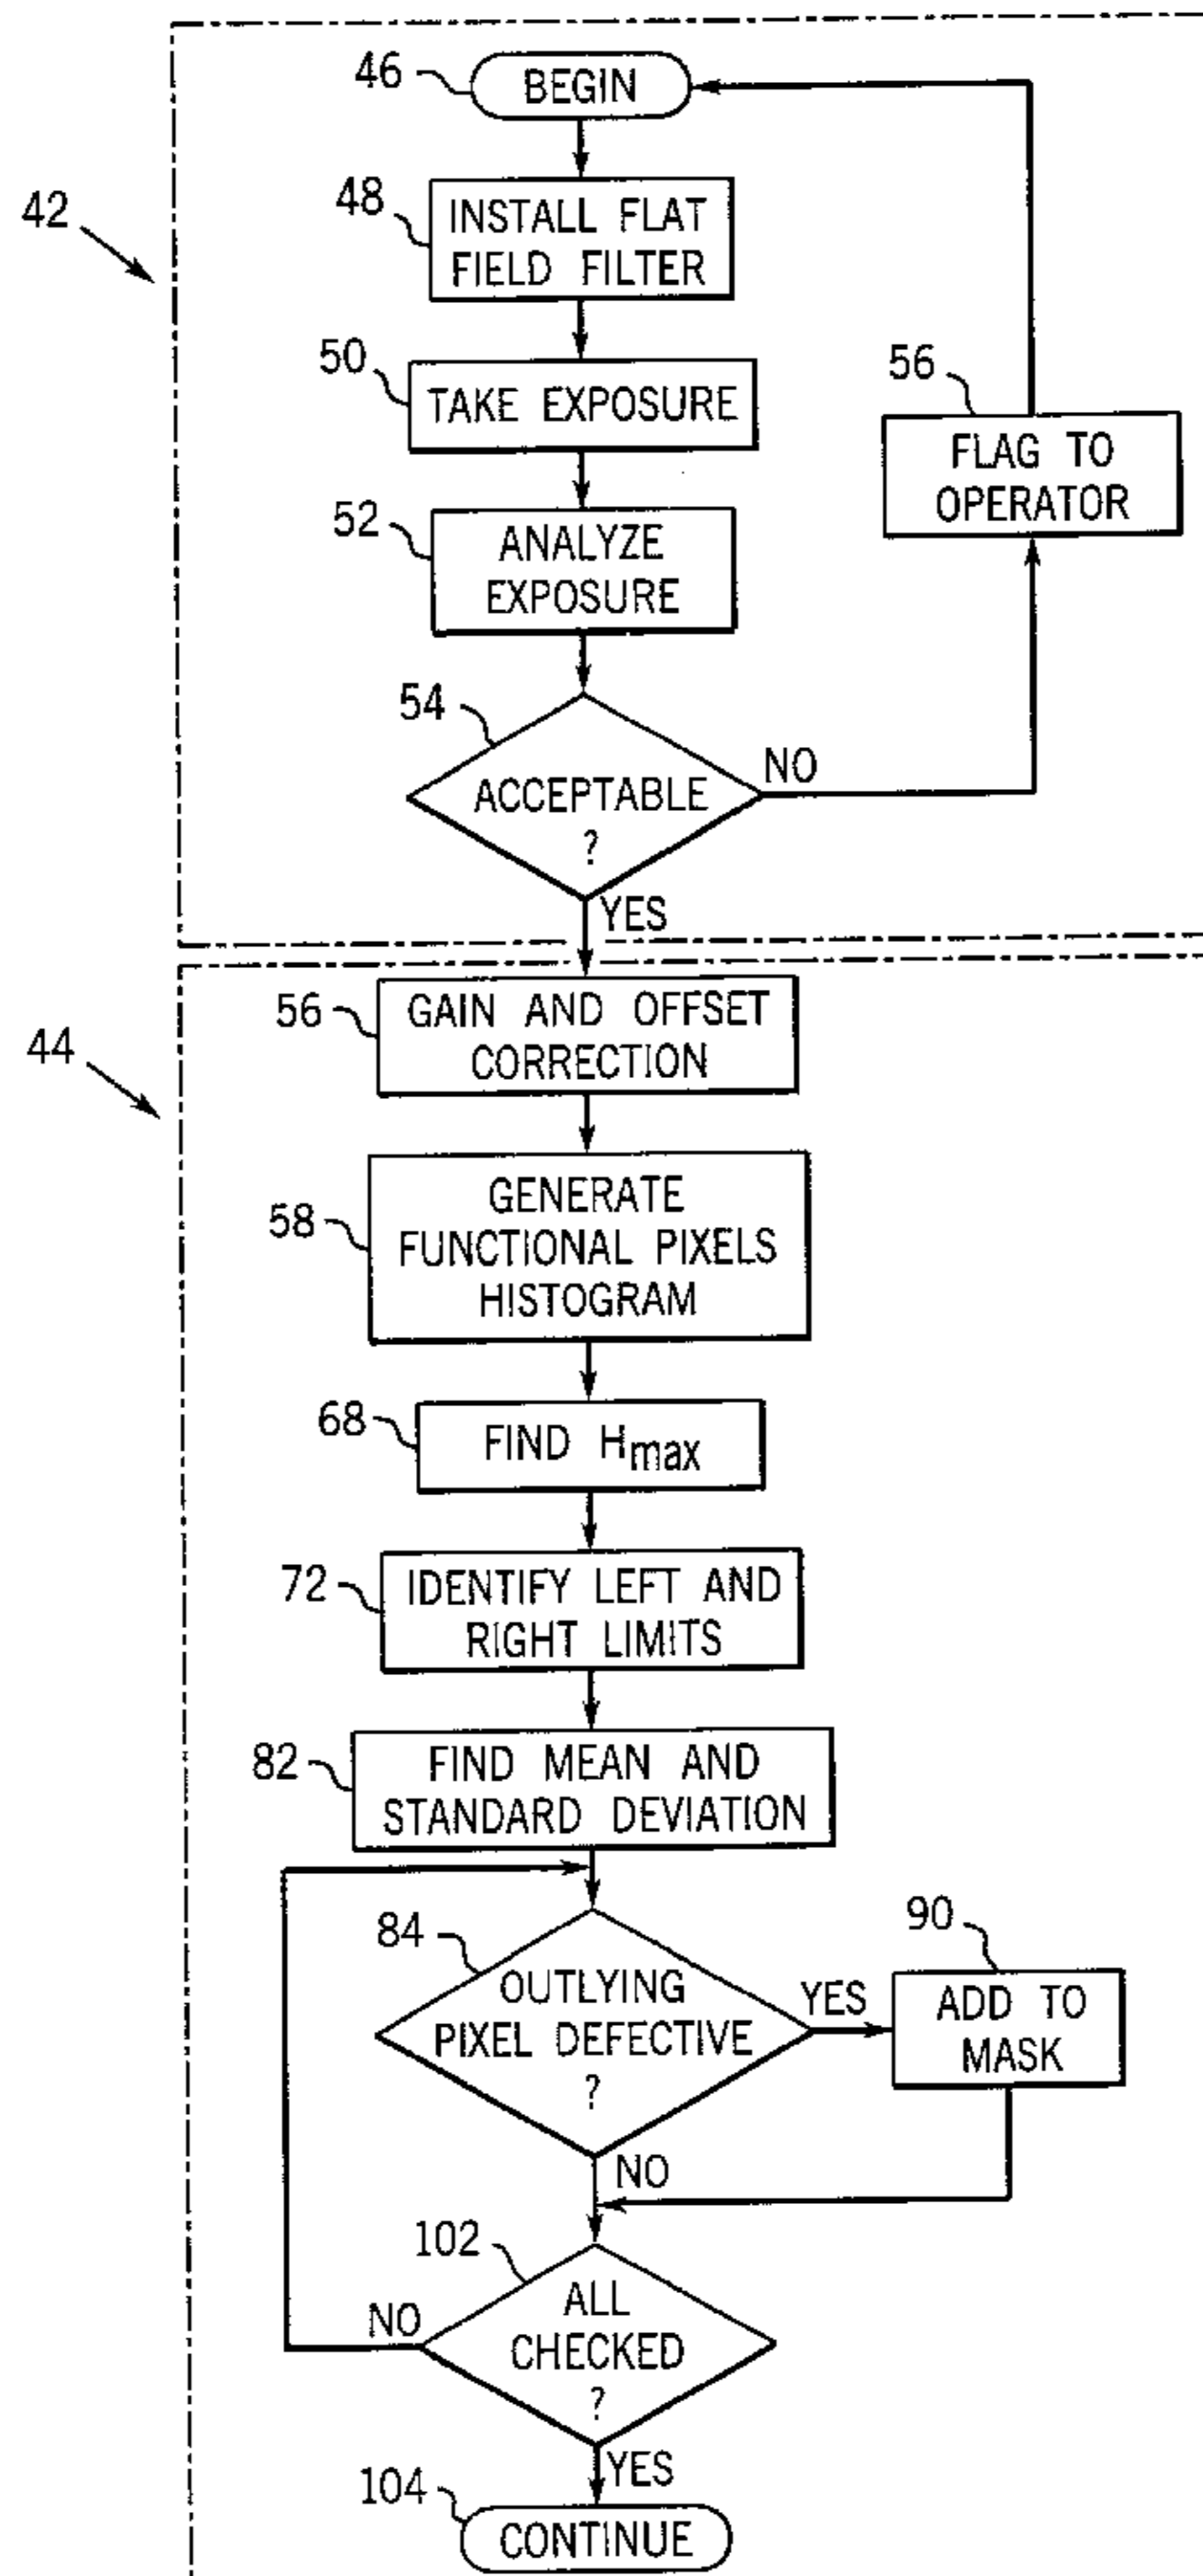 46
BEGIN
42
48
INSTALL FLAT
FIELD FILTER
50
TAKE EXPOSURE
56
FLAG TO
OPERATOR
52
ANALYZE
EXPOSURE
54
ACCEPTABLE
?
NO
YES
44
56
GAIN AND OFFSET
CORRECTION
58
GENERATE
FUNCTIONAL PIXELS
HISTOGRAM
68
FIND Hmax
72
IDENTIFY LEFT AND
RIGHT LIMITS
82
FIND MEAN AND
STANDARD DEVIATION
84
OUTLYING
PIXEL DEFECTIVE
?
YES
90
ADD TO
MASK
NO
102
ALL
CHECKED
?
NO
YES
104
CONTINUE